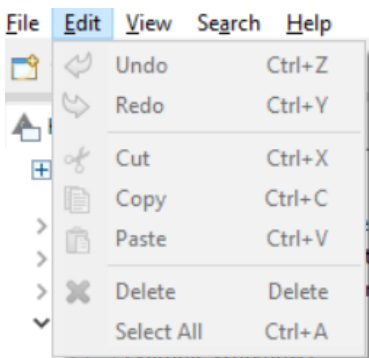 File Edit View Search Help
Undo Ctrl+Z
Redo Ctrl+Y
Cut Ctrl+X
Copy Ctrl+C
Paste Ctrl+V
Delete Delete
Select All Ctrl+A